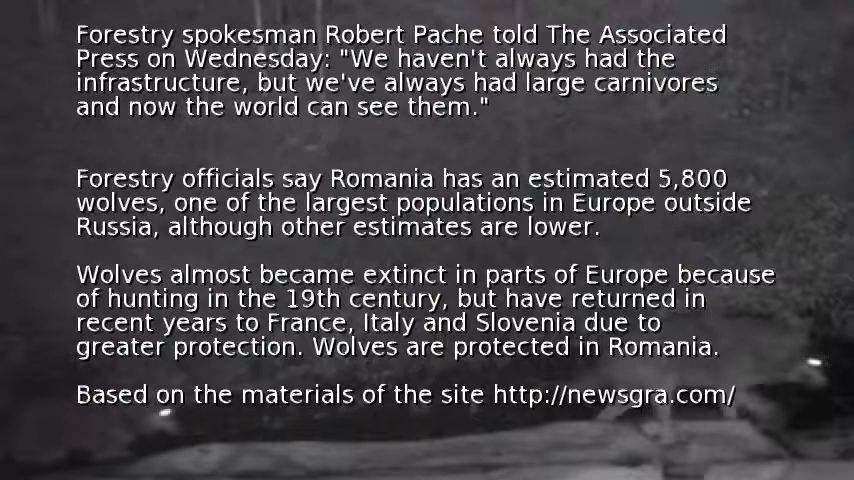 Forestry spokesman Robert Pache told The Associated
Press on Wednesday: "We haven't always had the
infrastructure, but we've always had large carnivores
and now the world can see them."
Forestry officials say Romania has an estimated 5,800
wolves, one of the largest populations in Europe outside
Russia, although other estimates are lower.
Wolves almost became extinct in parts of Europe because
of hunting in the 19th century, but have returned in
recent years to France, Italy and Slovenia due to
greater protection. Wolves are protected in Romania.
Based on the materials of the site http://newsgra.com/